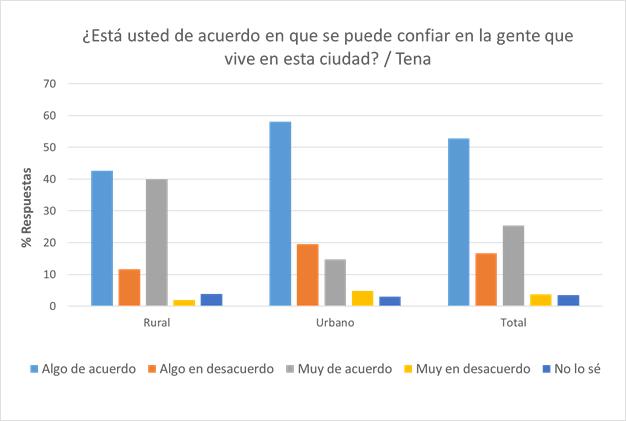 ¿Está usted de acuerdo en que se puede confiar en la gente que
vive en esta ciudad? / Tena
% Respuestas
70
60
50
40
30
20
10
0
Rural Urbano Total
Algo de acuerdo Algo en desacuerdo Muy de acuerdo Muy en desacuerdo No lo sé